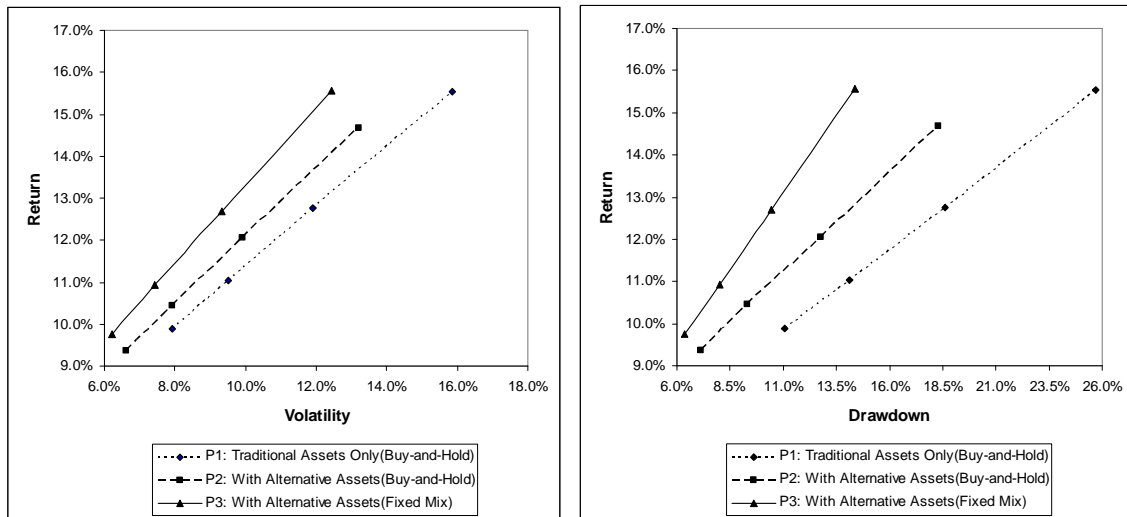 17.0%
16.0%
15.0%
14.0%
13.0%
12.0%
11.0%
10.0%
9.0%
Return
6.0% 8.0% 10.0% 12.0% 14.0% 16.0% 18.0%
Volatility
P1: Traditional Assets Only(Buy-and-Hold)
P2: With Alternative Assets(Buy-and-Hold)
P3: With Alternative Assets(Fixed Mix)
17.0%
16.0%
15.0%
14.0%
13.0%
12.0%
11.0%
10.0%
9.0%
Return
6.0% 8.5% 11.0% 13.5% 16.0% 18.5% 21.0% 23.5% 26.0%
Drawdown
P1: Traditional Assets Only(Buy-and-Hold)
P2: With Alternative Assets(Buy-and-Hold)
P3: With Alternative Assets(Fixed Mix)